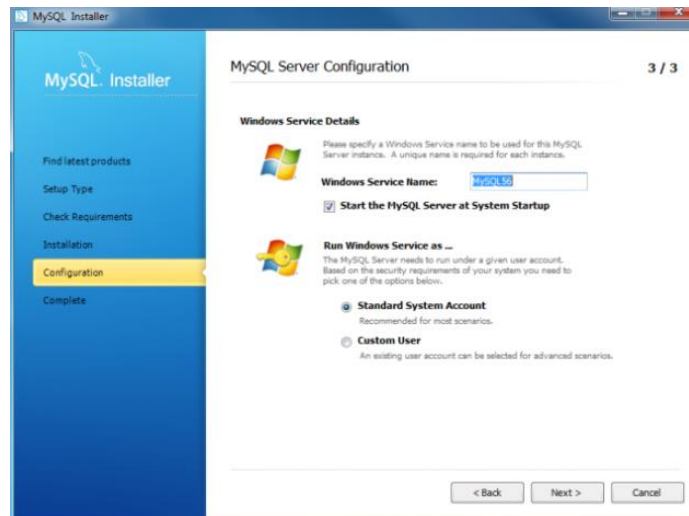 MySQL Installer
MySQL. Installer
Find latest products
Setup Type
Check Requirements
Installation
Configuration
Complete
MySQL Server Configuration
3 / 3
Windows Service Details
Please specify a Windows Service name to be used for this MySQL
Server instance. A unique name is required for each instance.
Windows Service Name:
MySQL56
Start the MySQL Server at System Startup
Run Windows Service as ...
The MySQL Server needs to run under a given user account.
Based on the security requirements of your system you need to
pick one of the options below.
Standard System Account
Recommended for most scenarios.
Custom User
An existing user account can be selected for advanced scenarios.
< Back
Next >
Cancel